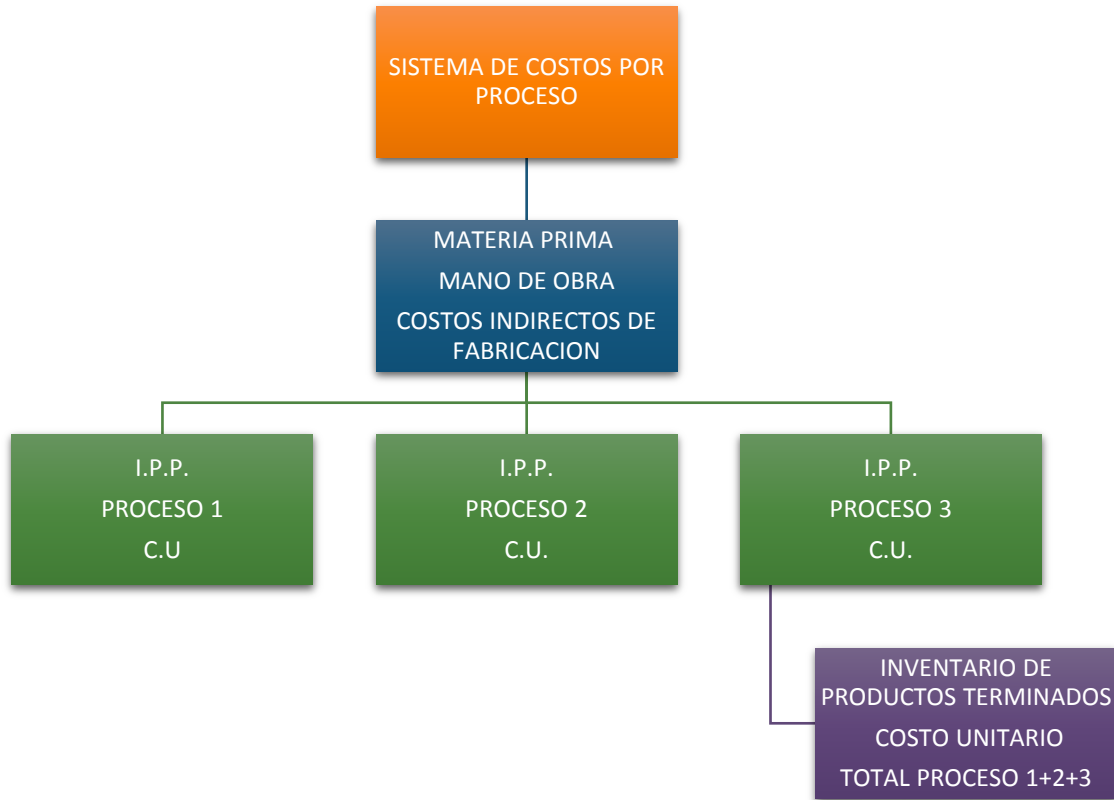 SISTEMA DE COSTOS POR
PROCESO
MATERIA PRIMA
MANO DE OBRA
COSTOS INDIRECTOS DE
FABRICACION
I.P.P.
PROCESO 1
C.U
I.P.P.
PROCESO 2
C.U.
I.P.P.
PROCESO 3
C.U.
INVENTARIO DE
PRODUCTOS TERMINADOS
COSTO UNITARIO
TOTAL PROCESO 1+2+3